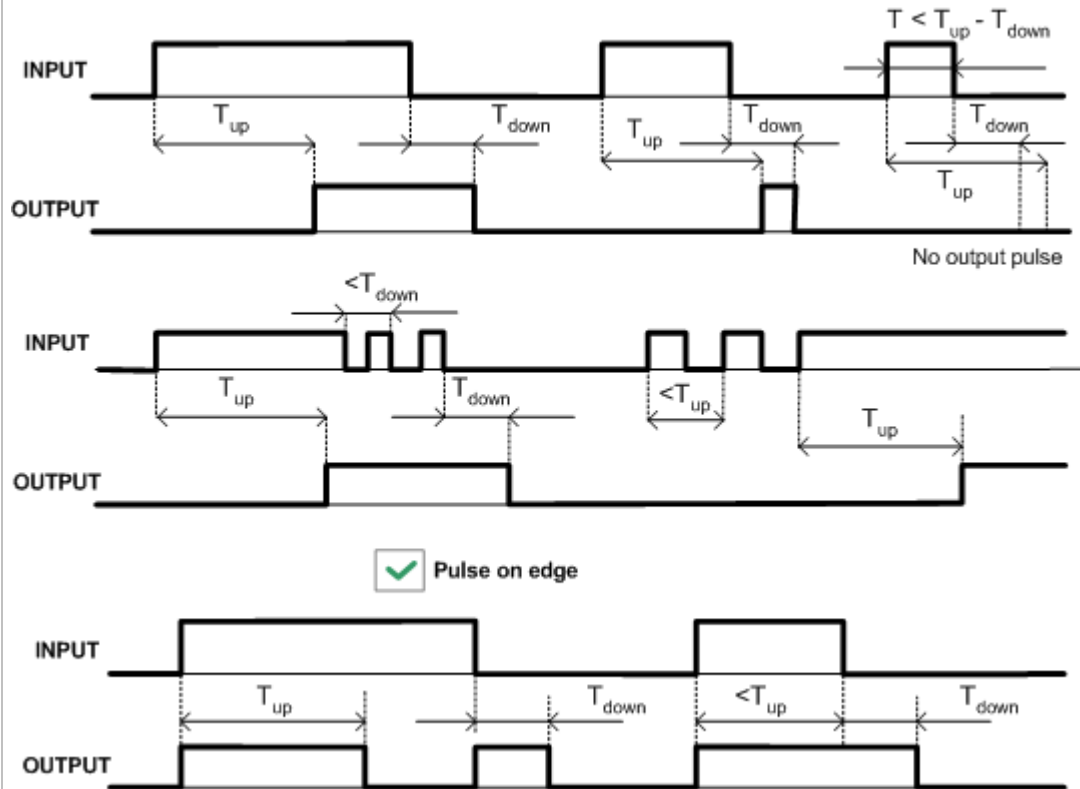 T < Tup - Tdown
INPUT
Tup
Tdown
Tup
Tdown
Tdown
Tup
OUTPUT
No output pulse
<Tdown
INPUT
Tup
Tdown
<Tup
Tup
OUTPUT
Pulse on edge
INPUT
Tup
Tdown
<Tup
Tdown
OUTPUT